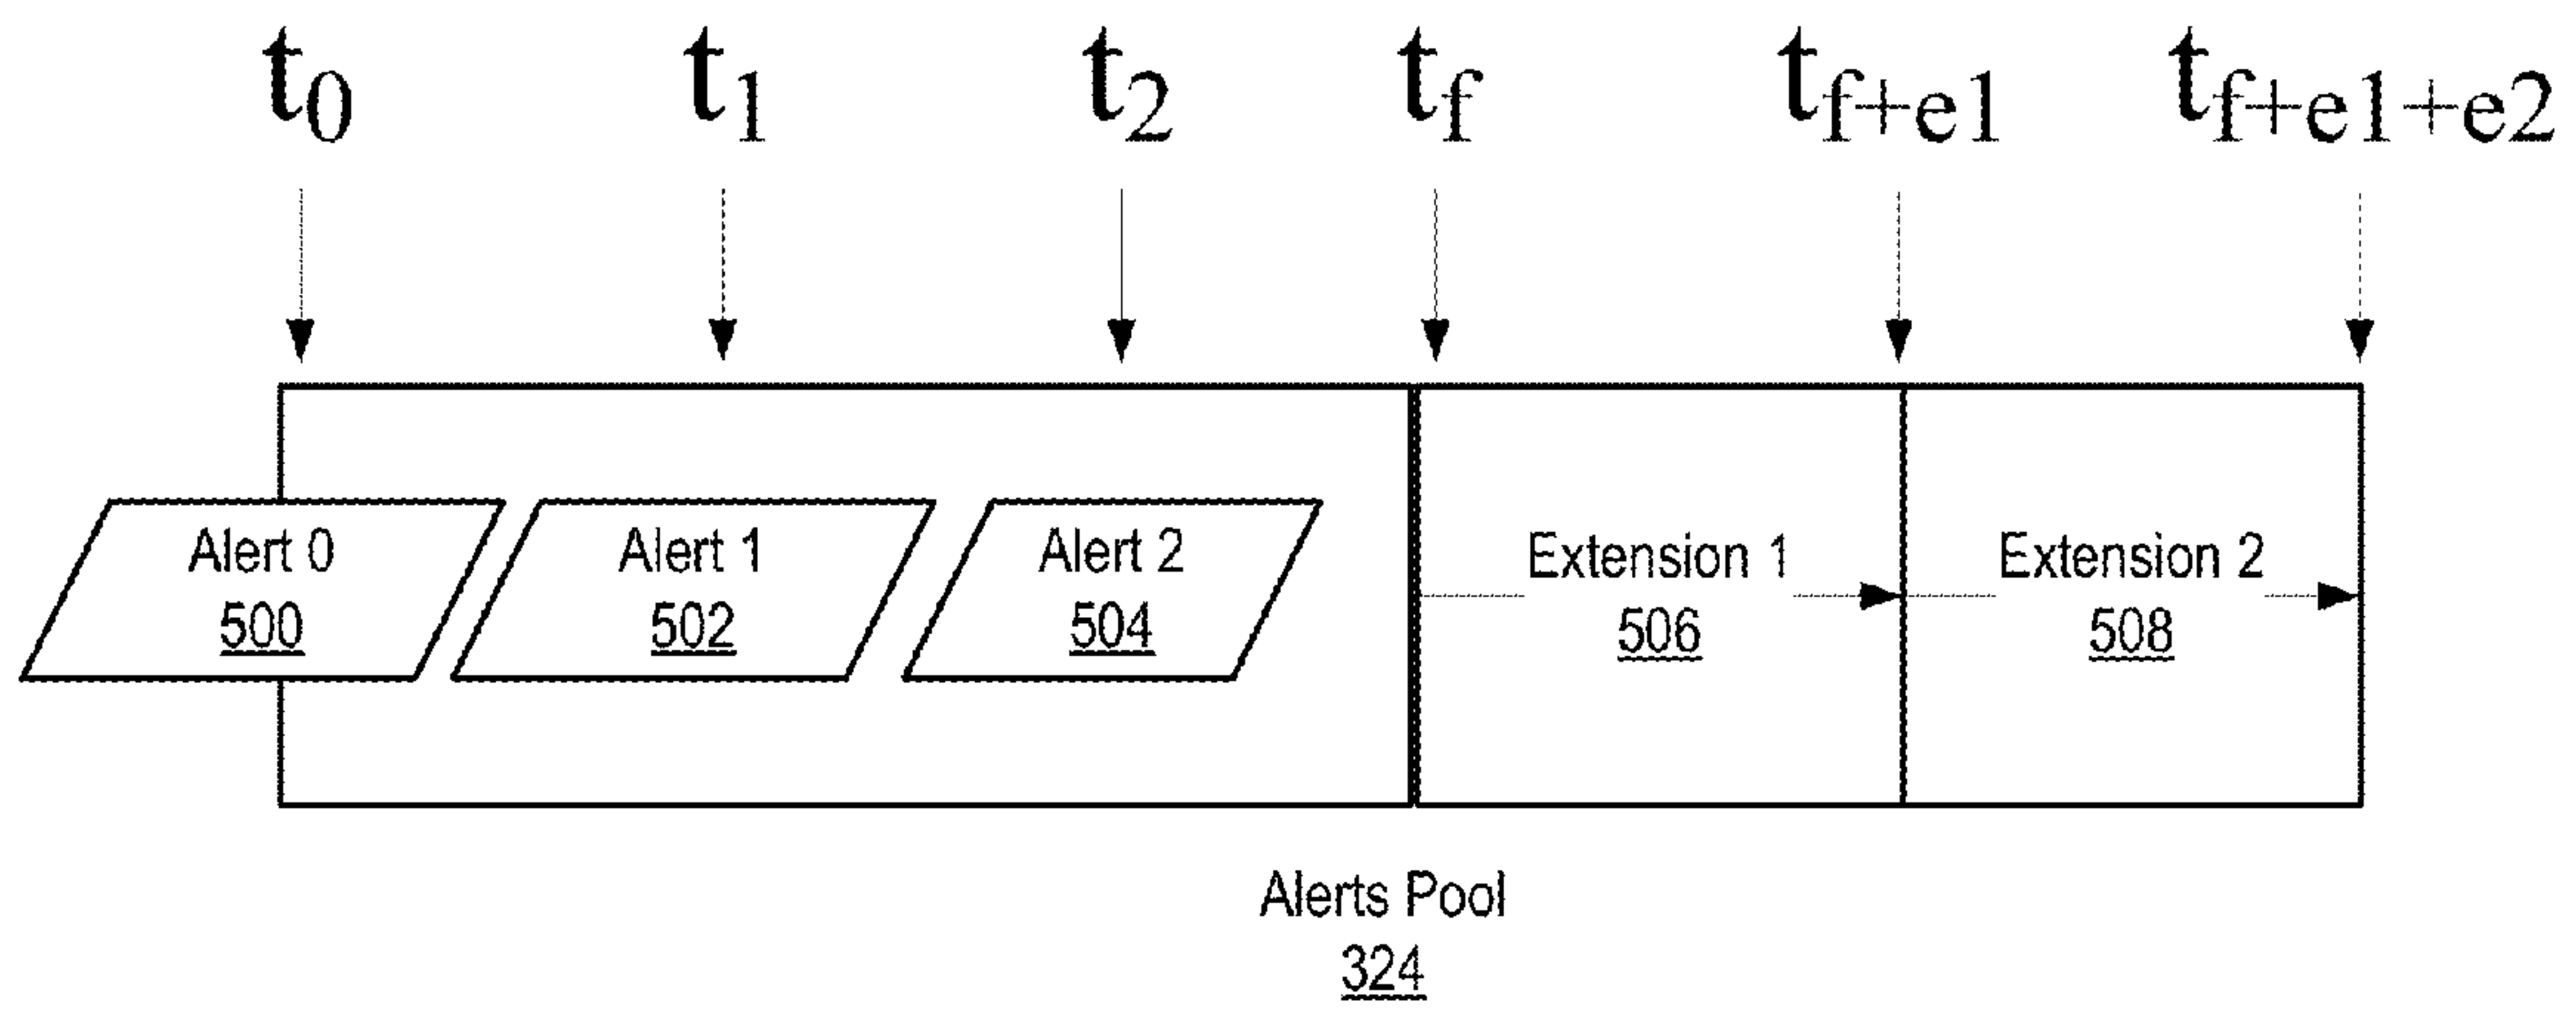 t0 t1 t2 tf tf+e1 tf+e1+e2
Alert 0
500
Alert 1
502
Alert 2
504
Extension 1
506
Extension 2
508
Alerts Pool
324